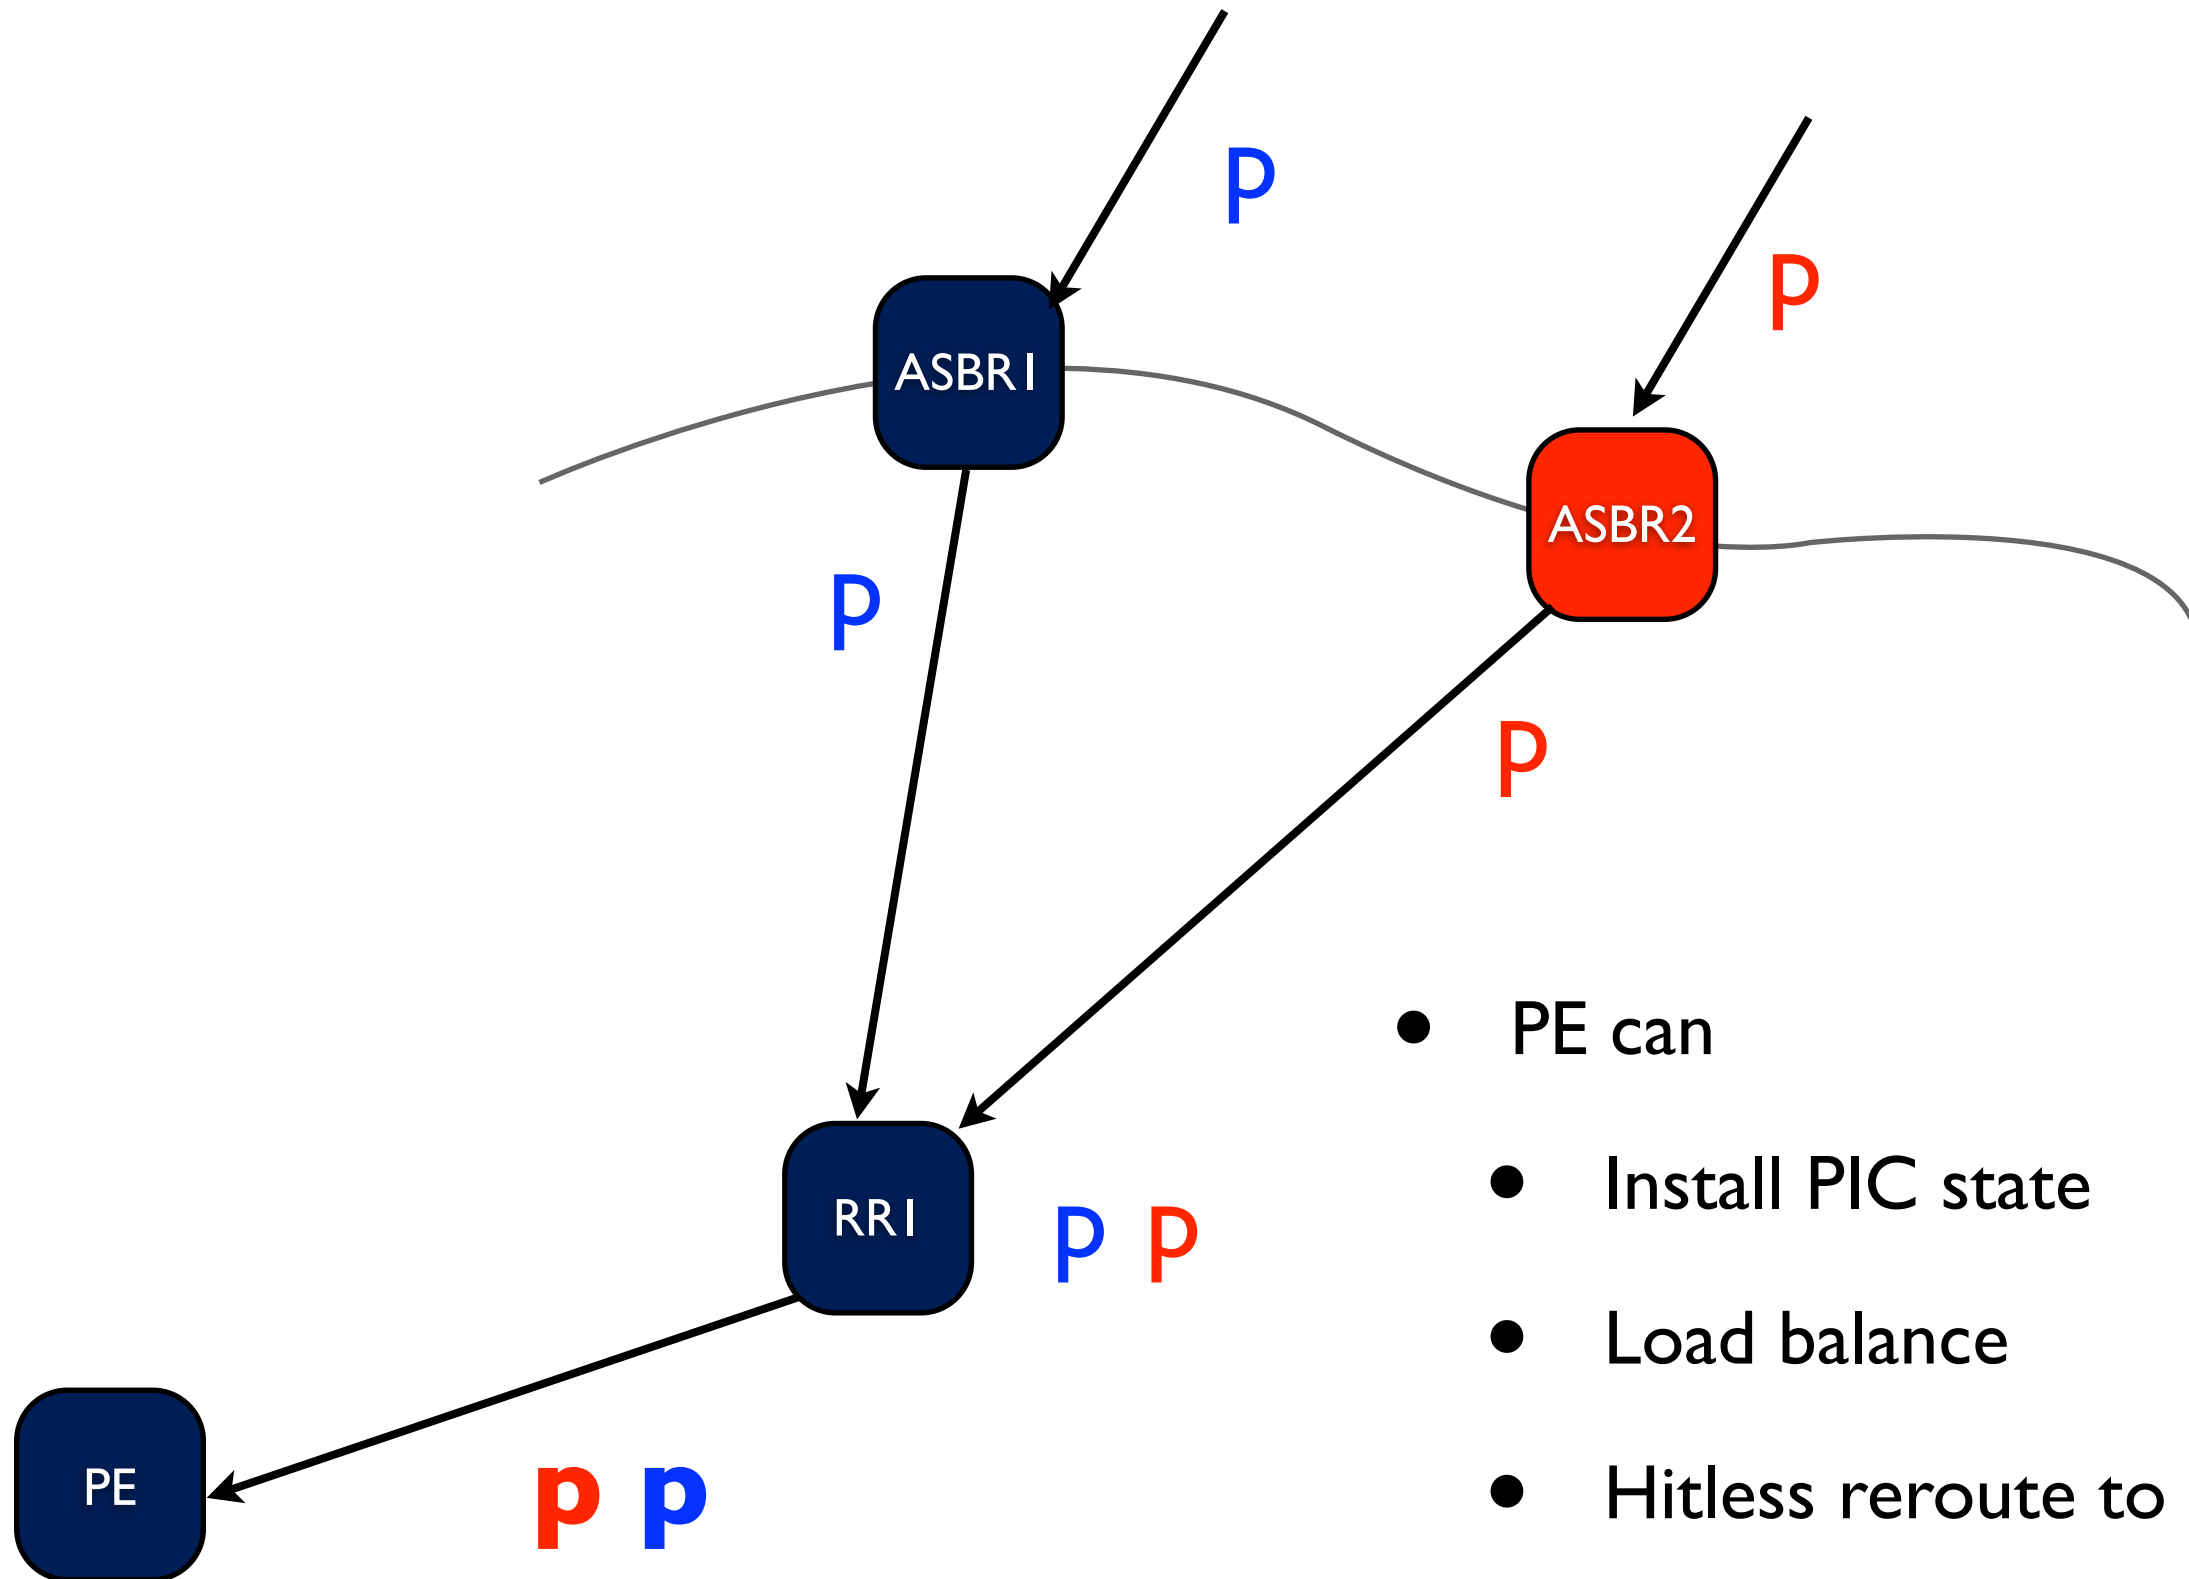 p
p
ASBR1
ASBR2
p
p
PE can
Install PIC state
RR1
p p
Load balance
PE
p p
Hitless reroute to